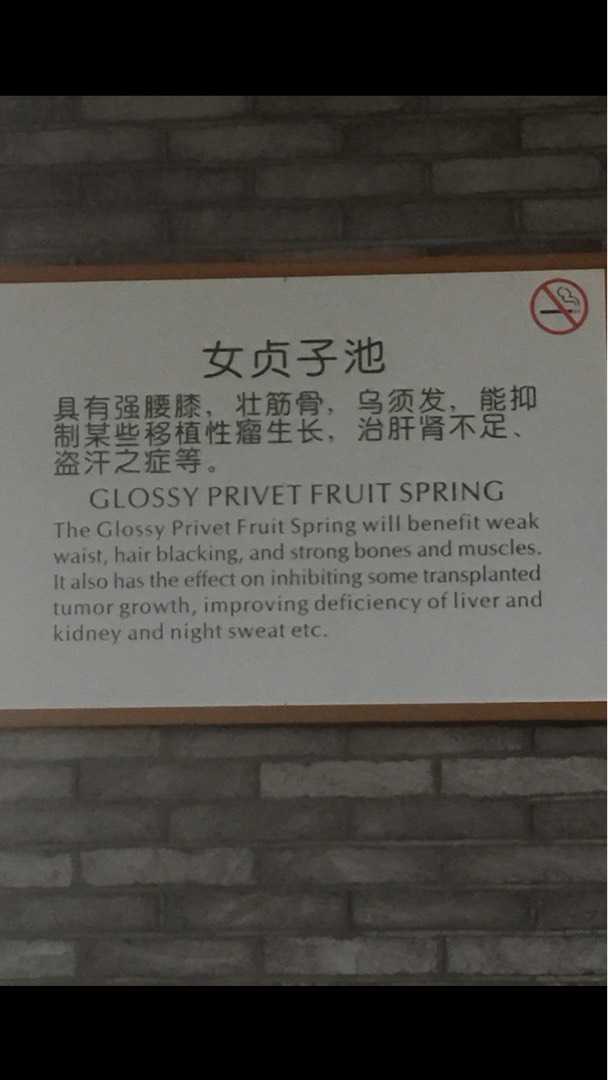 女贞子池
具有强腰膝，壮筋骨，乌须发，能抑
制某些移植性瘤生长，治肝肾不足、
盗汗之症等。
GLOSSY PRIVET FRUIT SPRING
The Glossy Privet Fruit Spring will benefit weak
waist, hair blacking, and strong bones and muscles.
It also has the effect on inhibiting some transplanted
tumor growth, improving deficiency of liver and
kidney and night sweat etc.